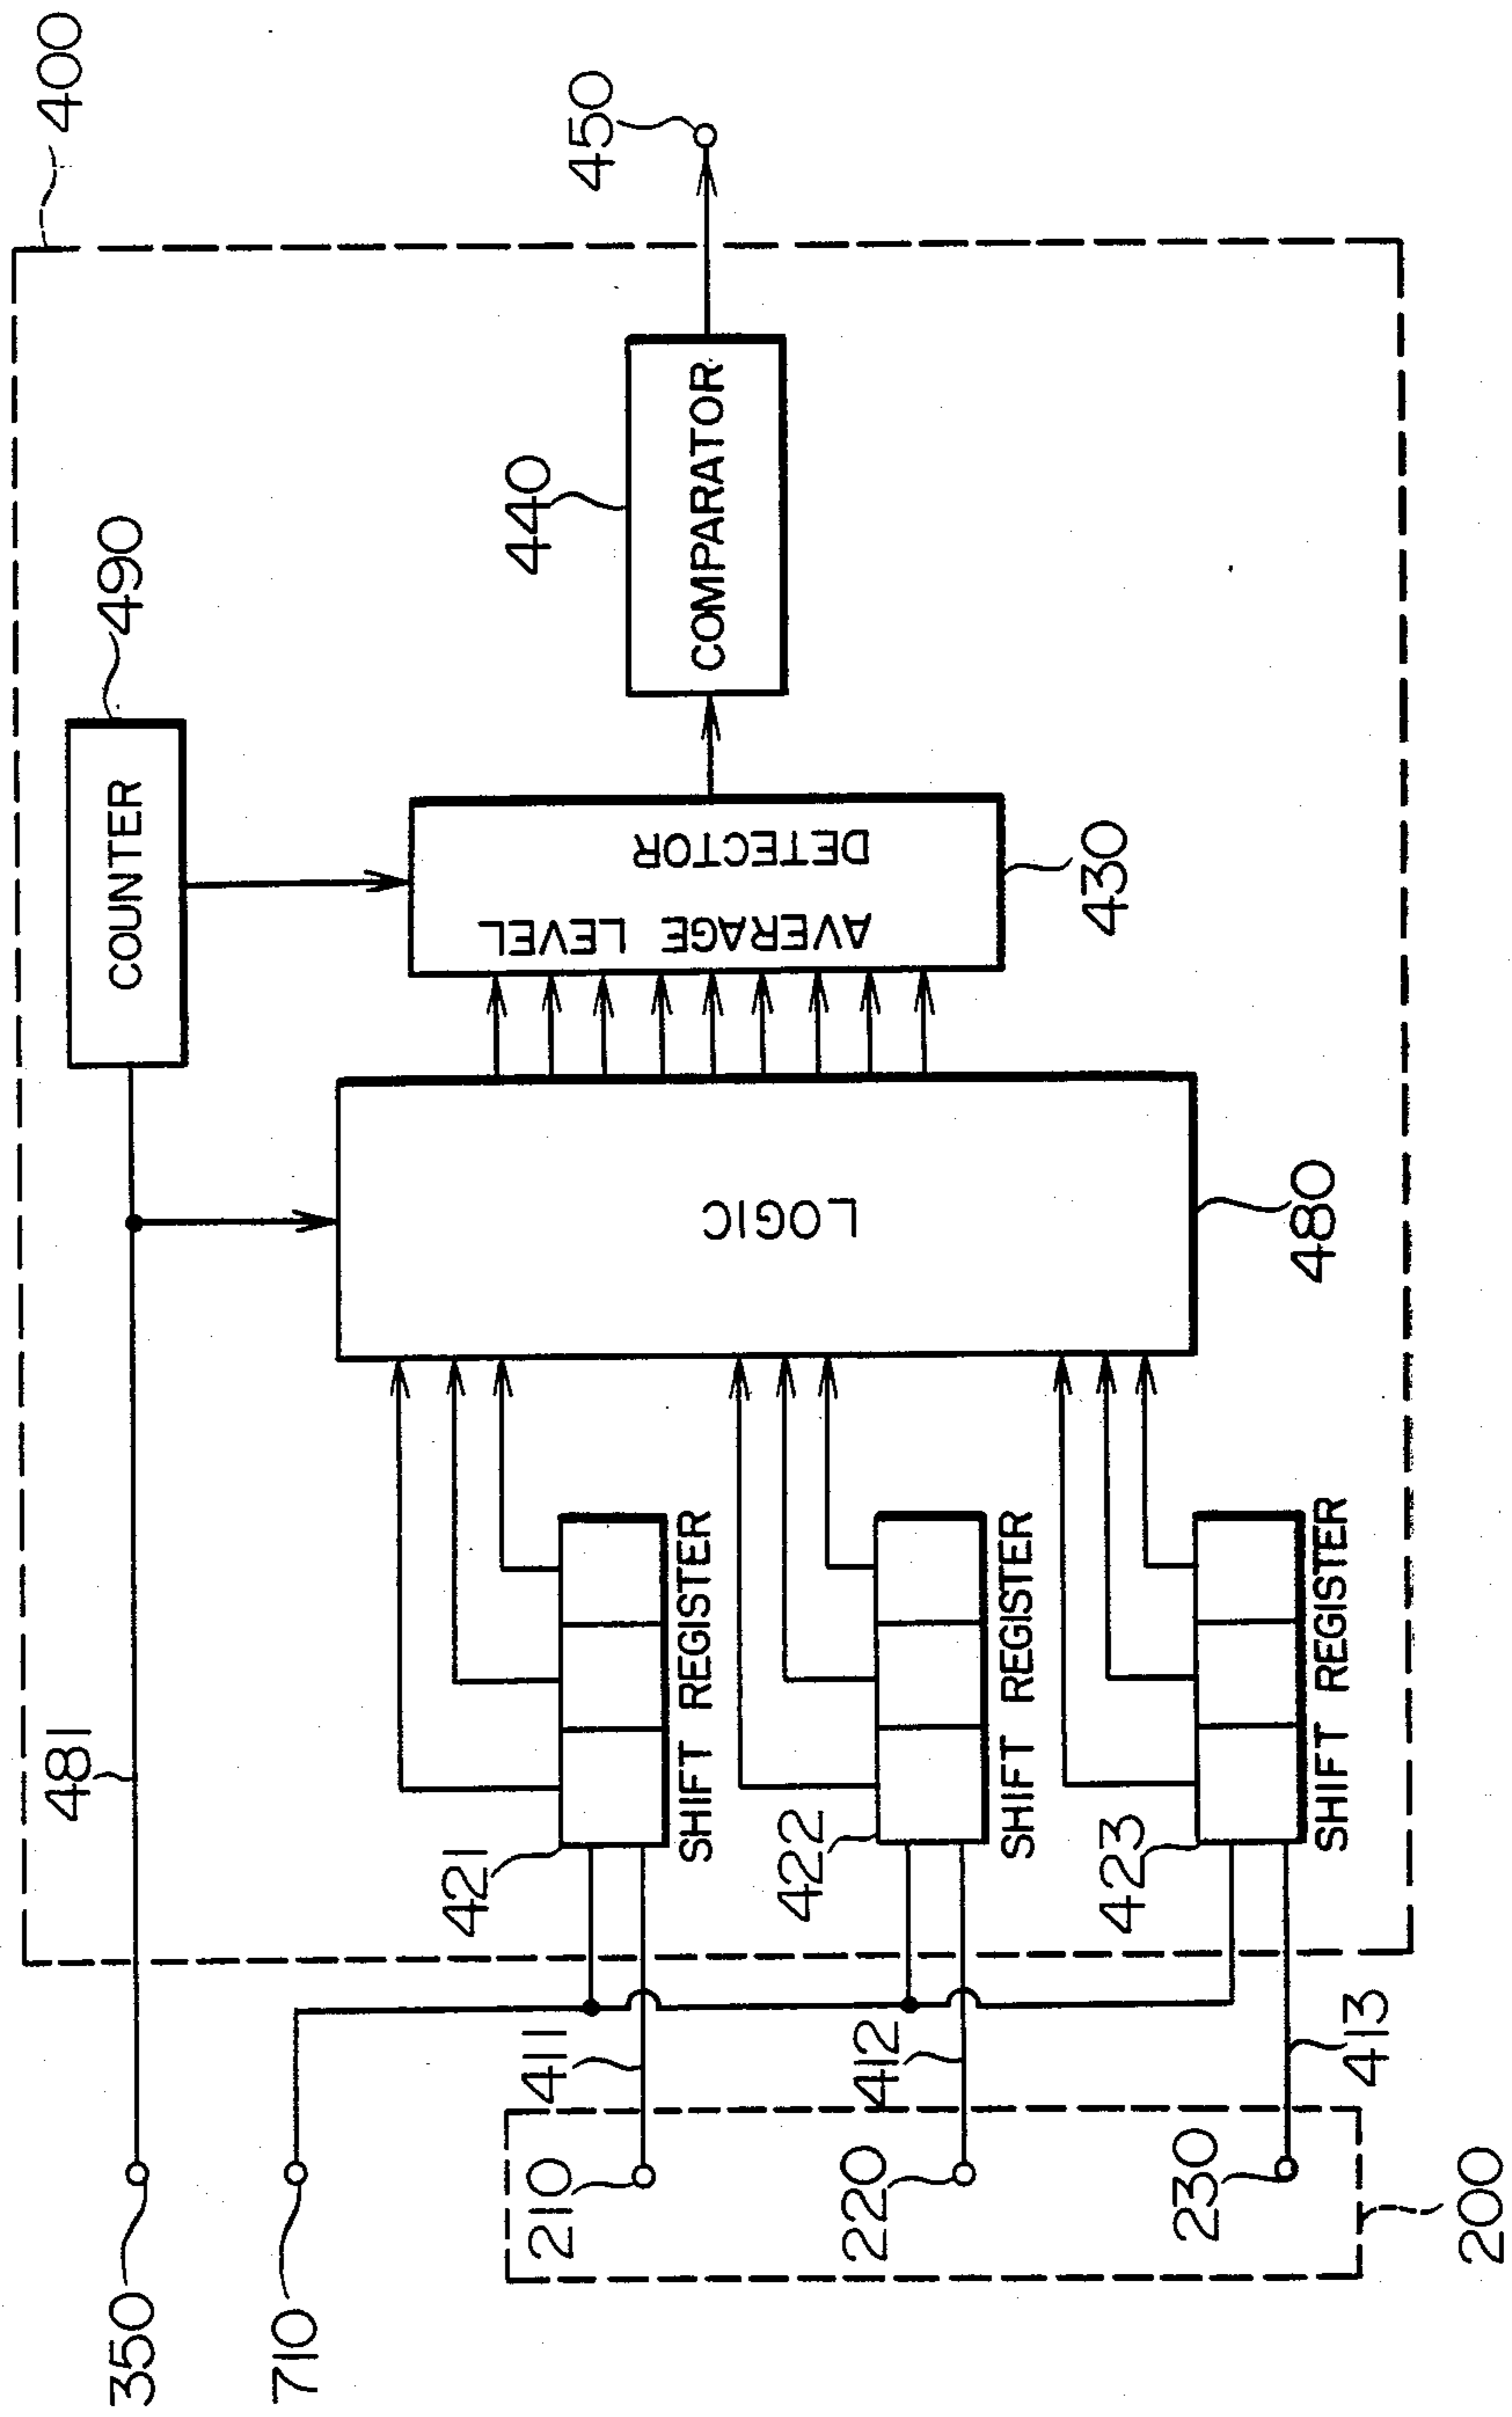 400
350
481
COUNTER
490
710
LOGIC
480
AVERAGE LEVEL
DETECTOR
430
COMPARATOR
440
450
421
SHIFT REGISTER
422
SHIFT REGISTER
423
SHIFT REGISTER
411
412
413
210
220
230
200